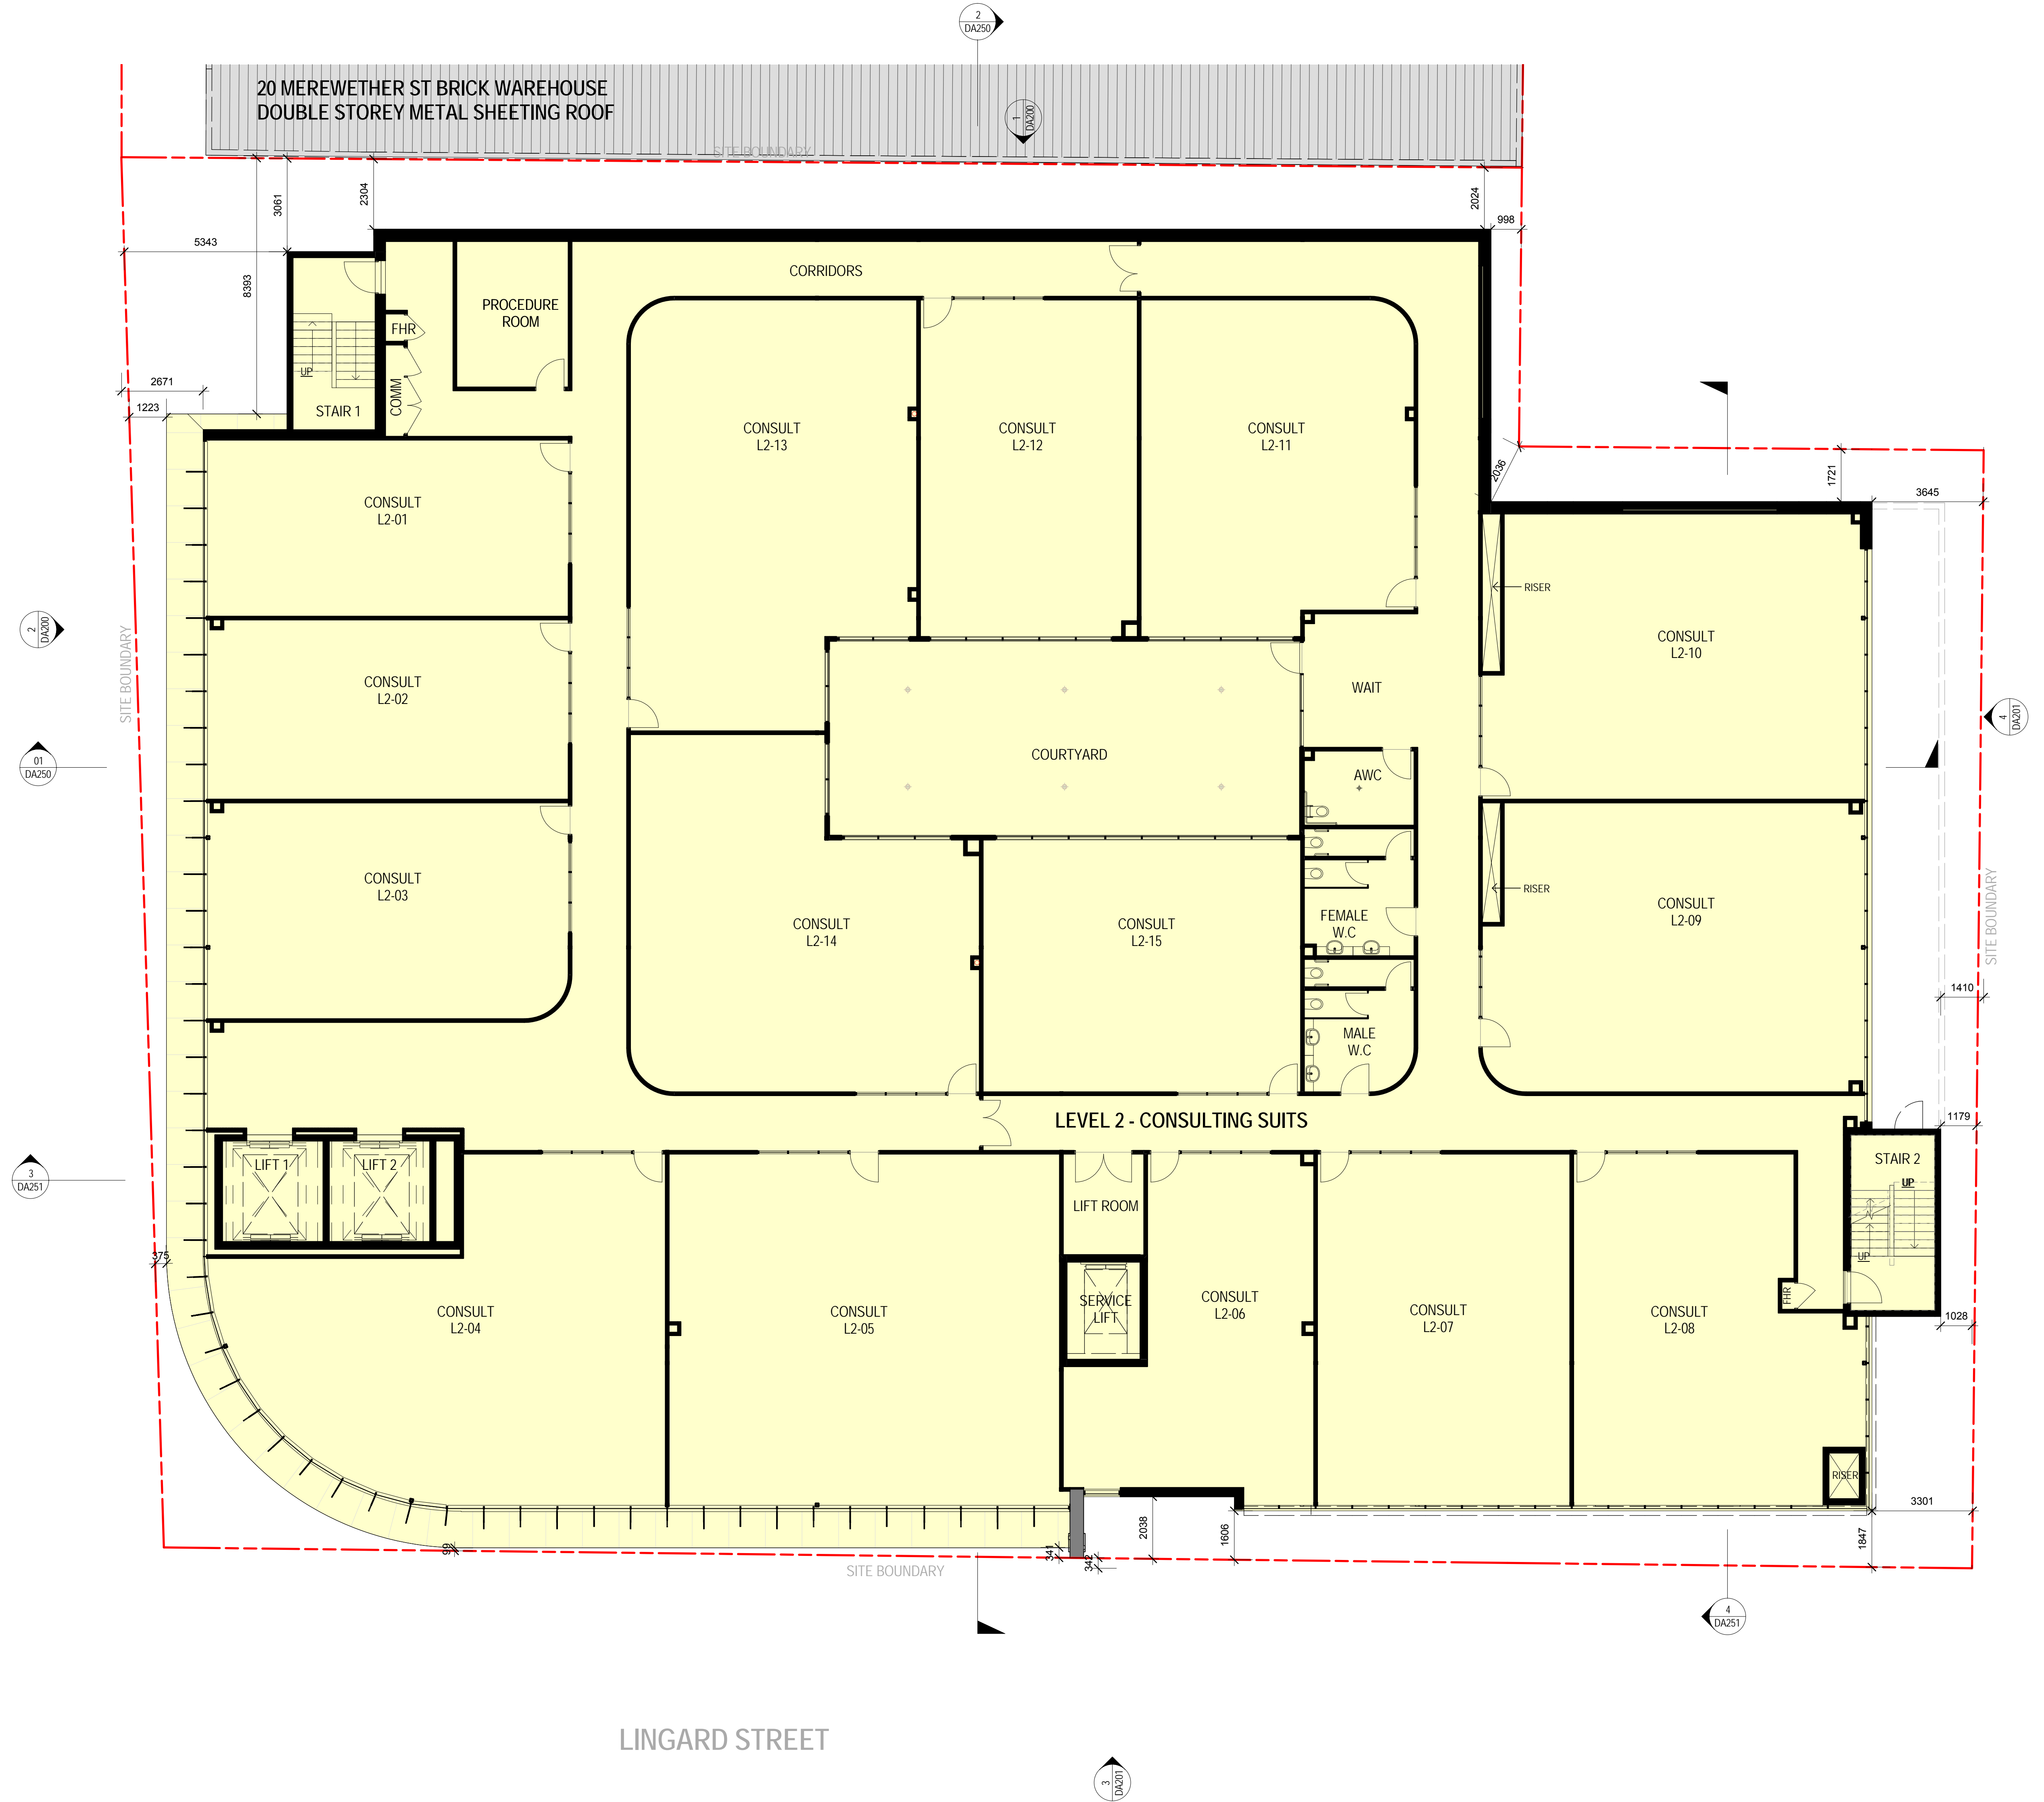 2
DA250
20 MEREWETHER ST BRICK WAREHOUSE
DOUBLE STOREY METAL SHEETING ROOF
1
DA200
SITE BOUNDARY
3061
2304
2024
998
5343
8393
CORRIDORS
PROCEDURE
ROOM
FHR
UP
COMM
STAIR 1
2671
1223
CONSULT
L2-13
CONSULT
L2-12
CONSULT
L2-11
2036
1721
3645
CONSULT
L2-01
RISER
2
DA200
SITE BOUNDARY
CONSULT
L2-10
CONSULT
L2-02
WAIT
4
DA201
01
DA250
COURTYARD
AWC
CONSULT
L2-03
RISER
CONSULT
L2-09
SITE BOUNDARY
CONSULT
L2-14
CONSULT
L2-15
FEMALE
W.C
1410
MALE
W.C
LEVEL 2 - CONSULTING SUITS
1179
3
DA251
LIFT 1
LIFT 2
STAIR 2
UP
LIFT ROOM
375
UP
SERVICE
LIFT
CONSULT
L2-04
CONSULT
L2-05
CONSULT
L2-06
CONSULT
L2-07
CONSULT
L2-08
FHR
1028
RISER
3301
99
341
342
2038
1606
1847
SITE BOUNDARY
4
DA251
LINGARD STREET
3
DA201